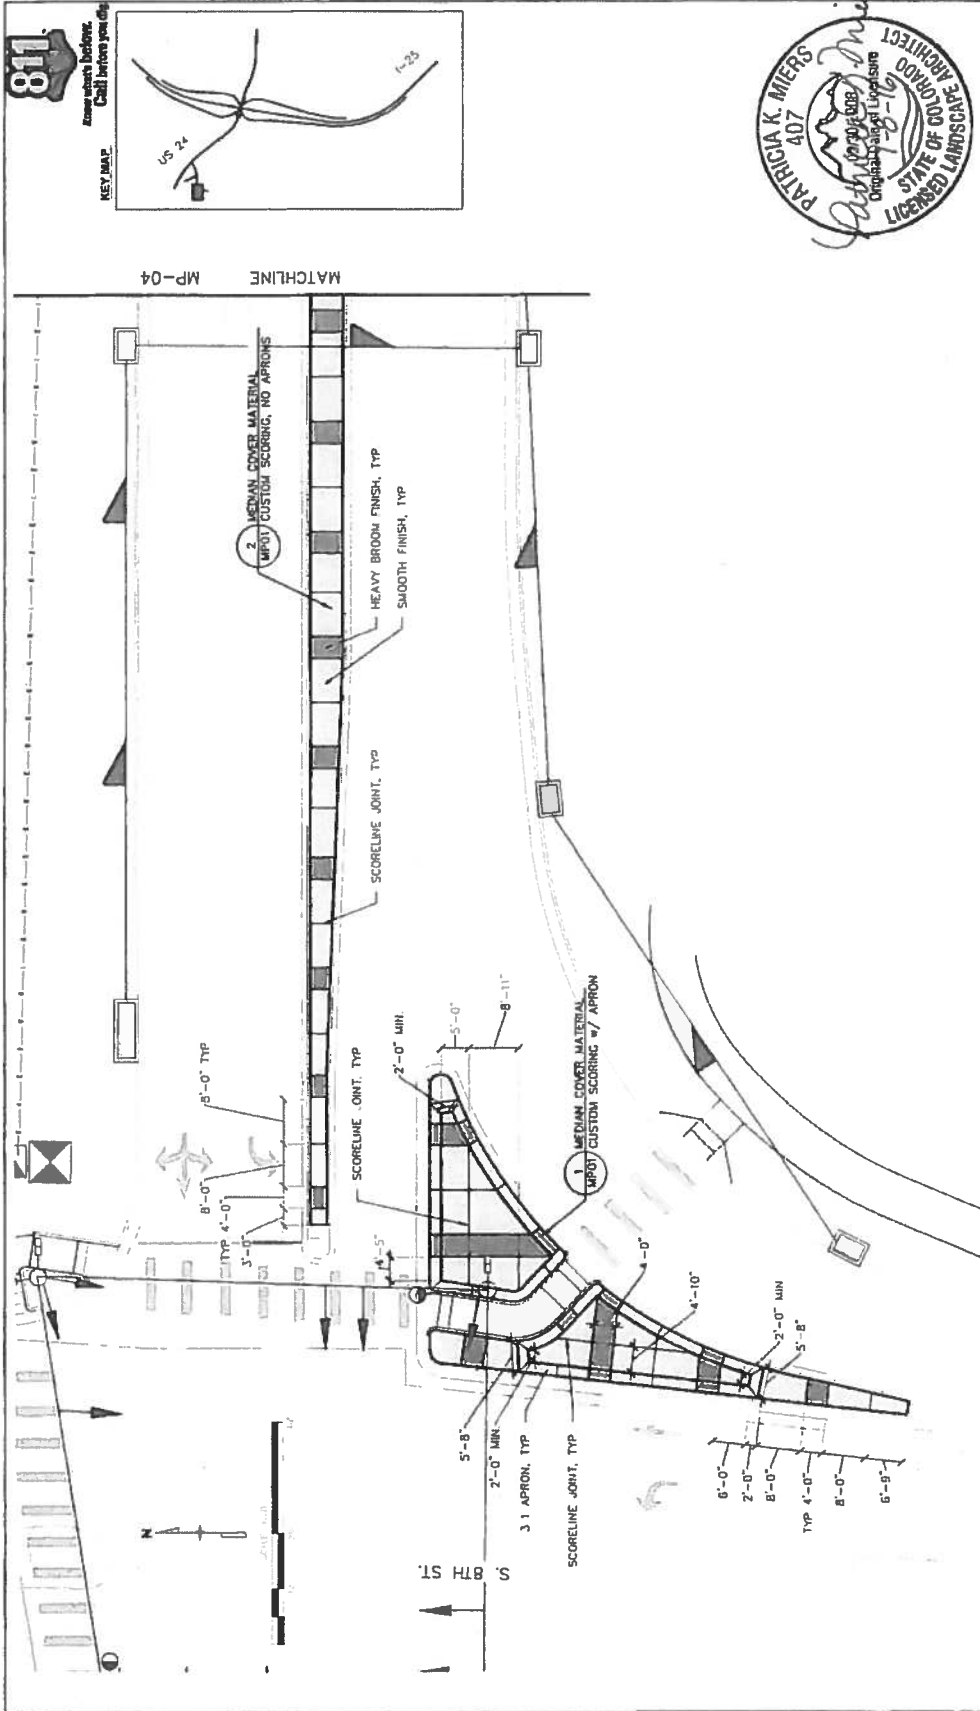 811
Know what's below.
Call before you dig.
KEY MAP
US 24
I-25
PATRICIA K. MIERS
407
Original Date of Licensure
STATE OF COLORADO
LICENSED LANDSCAPE ARCHITECT
MATCHLINE MP-04
2
MP01
MEDIAN COVER MATERIAL
CUSTOM SCORING, NO APRONS
HEAVY BROOM FINISH, TYP
SMOOTH FINISH, TYP
SCORELINE JOINT, TYP
8'-0" TYP
8'-0"
TYP 4'-0"
3'-0"
4'-5"
SCORELINE JOINT, TYP
2'-0" MIN.
5'-0"
8'-11"
1
MP01
MEDIAN COVER MATERIAL
CUSTOM SCORING w/ APRON
4'-0"
4'-10"
2'-0" MIN
5'-8"
5'-8"
2'-0" MIN.
3:1 APRON, TYP
SCORELINE JOINT, TYP
6'-0"
2'-0"
8'-0"
TYP 4'-0"
8'-0"
6'-9"
N
S. 8TH ST.